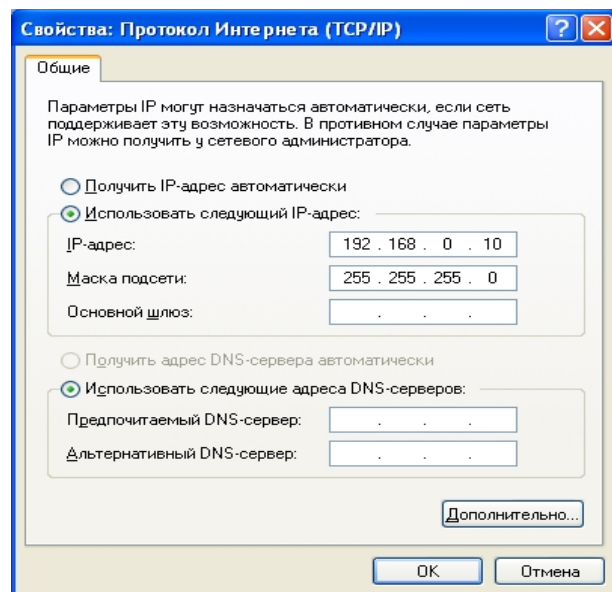 Свойства: Протокол Интернета (TCP/IP)
Общие
Параметры IP могут назначаться автоматически, если сеть
поддерживает эту возможность. В противном случае параметры
IP можно получить у сетевого администратора.
Получить IP-адрес автоматически
Использовать следующий IP-адрес:
IP-адрес: 192 . 168 . 0 . 10
Маска подсети: 255 . 255 . 255 . 0
Основной шлюз: . . .
Получить адрес DNS-сервера автоматически
Использовать следующие адреса DNS-серверов:
Предпочитаемый DNS-сервер: . . .
Альтернативный DNS-сервер: . . .
Дополнительно...
OK Отмена